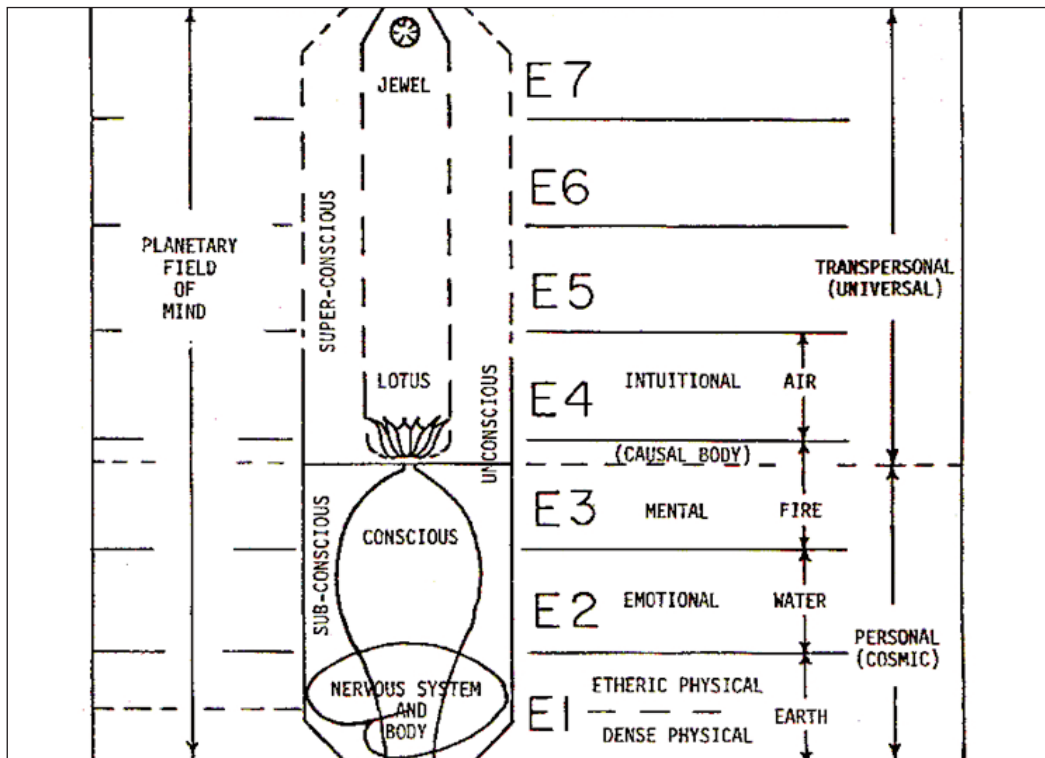 JEWEL
E7
E6
PLANETARY
FIELD
OF
MIND
SUPER-CONSCIOUS
E5
TRANSPERSONAL
(UNIVERSAL)
LOTUS
UNCONSCIOUS
E4
INTUITIONAL
AIR
(CAUSAL BODY)
SUB-CONSCIOUS
CONSCIOUS
E3
MENTAL
FIRE
E2
EMOTIONAL
WATER
PERSONAL
(COSMIC)
NERVOUS SYSTEM
AND
BODY
E1
ETHERIC PHYSICAL
DENSE PHYSICAL
EARTH